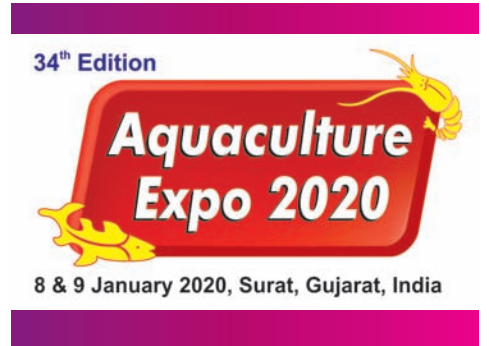 34th Edition
Aquaculture
Expo 2020
8 & 9 January 2020, Surat, Gujarat, India